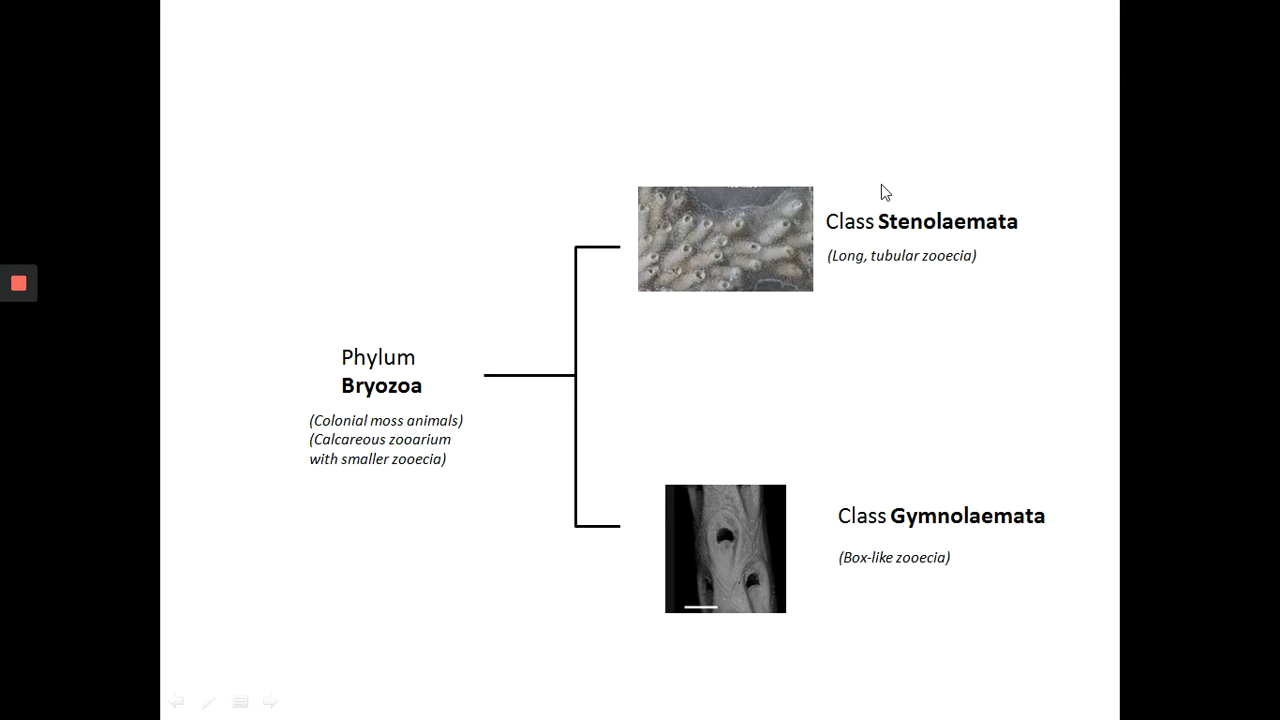 Class Stenolaemata
(Long, tubular zooecia)
Phylum
Bryozoa
(Colonial moss animals)
(Calcareous zooarium
with smaller zooecia)
Class Gymnolaemata
(Box-like zooecia)